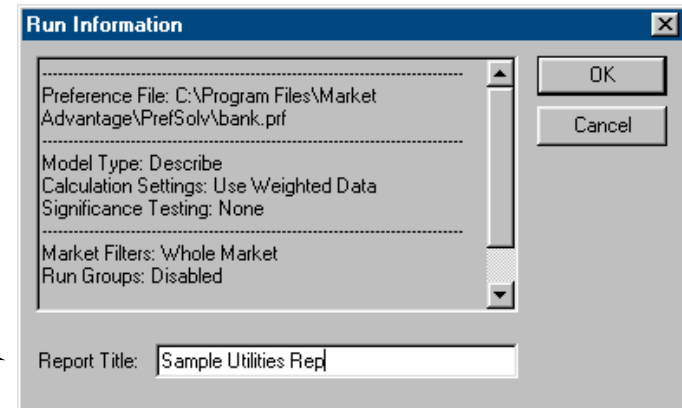 Run Information
OK
Cancel
--------------------------------------------------------------------------------
Preference File: C:\Program Files\Market
Advantage\PrefSolv\bank.prf
--------------------------------------------------------------------------------
Model Type: Describe
Calculation Settings: Use Weighted Data
Significance Testing: None
--------------------------------------------------------------------------------
Market Filters: Whole Market
Run Groups: Disabled
Report Title: Sample Utilities Rep